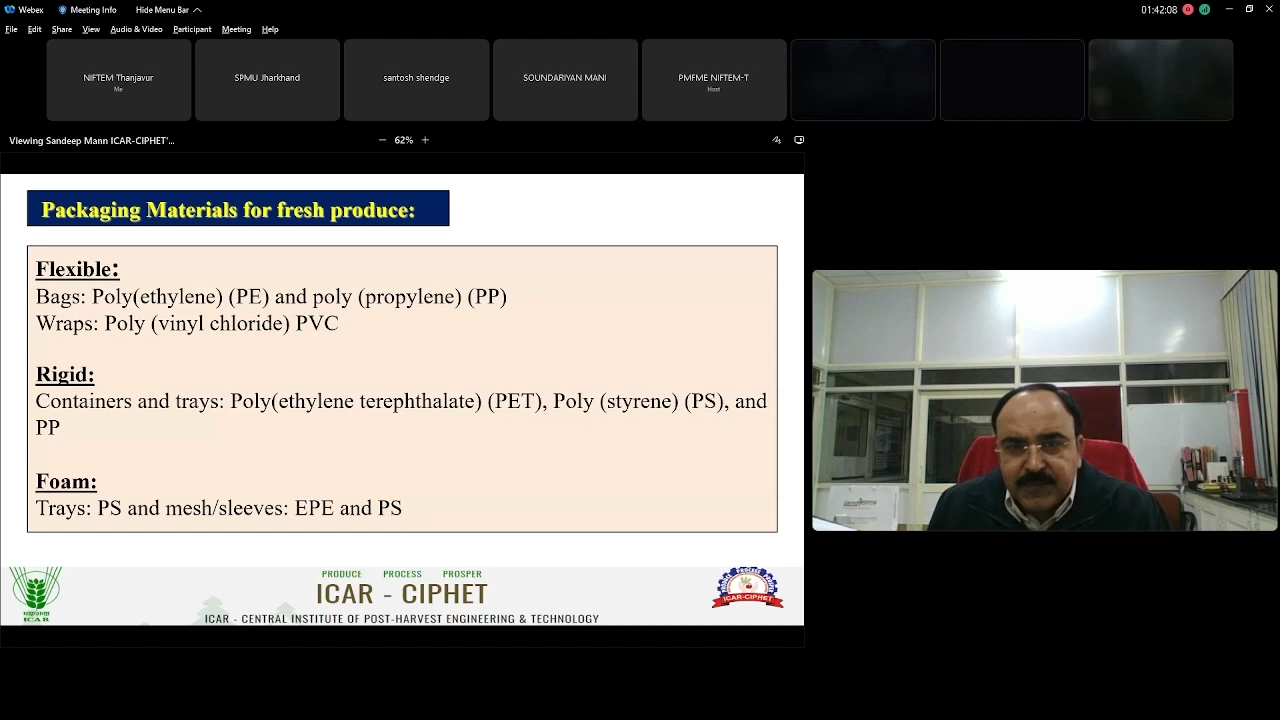 Webex
Meeting Info
Hide Menu Bar
01:42:08
File Edit Share View Audio & Video Participant Meeting Help
NIFTEM Thanjavur
Me
SPMU Jharkhand
santosh shendge
SOUNDARIYAN MANI
PMFME NIFTEM-T
Host
Viewing Sandeep Mann ICAR-CIPHET'...
62%
Packaging Materials for fresh produce:
Flexible:
Bags: Poly(ethylene) (PE) and poly (propylene) (PP)
Wraps: Poly (vinyl chloride) PVC
Rigid:
Containers and trays: Poly(ethylene terephthalate) (PET), Poly (styrene) (PS), and
PP
Foam:
Trays: PS and mesh/sleeves: EPE and PS
ICAR
PRODUCE PROCESS PROSPER
ICAR - CIPHET
ICAR - CENTRAL INSTITUTE OF POST-HARVEST ENGINEERING & TECHNOLOGY
ICAR-CIPHET